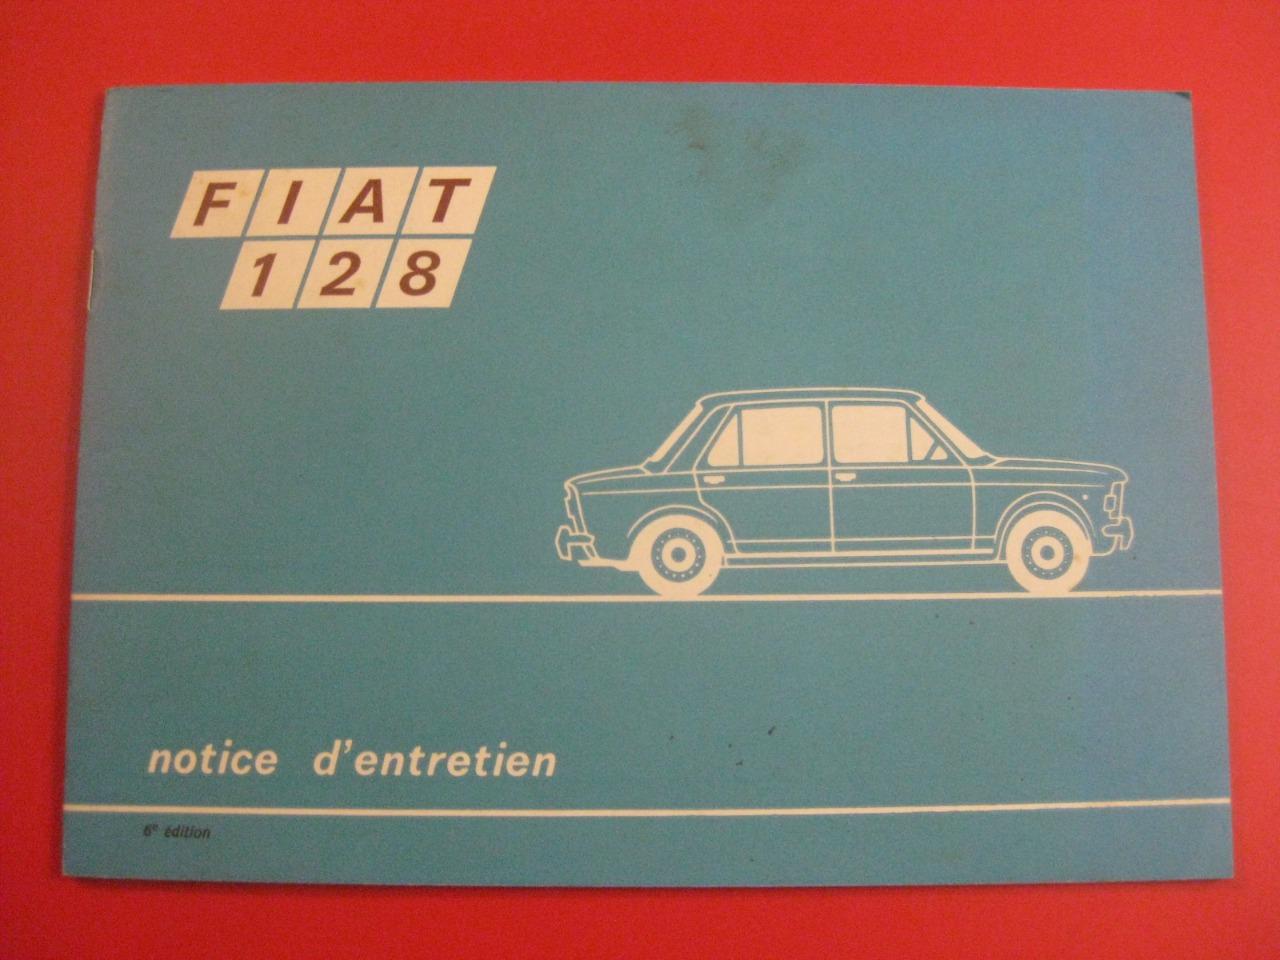 FIAT
128
notice d'entretien
6e édition